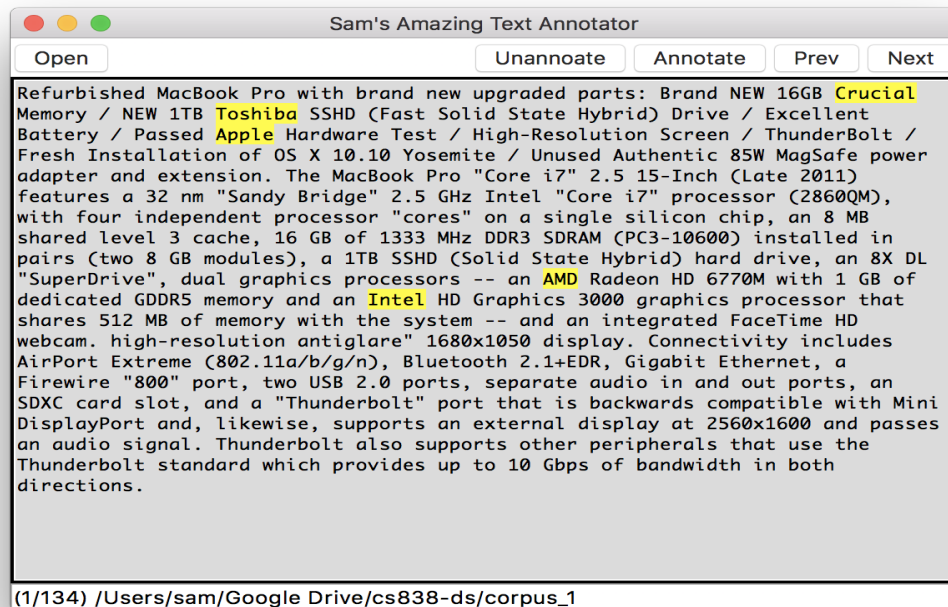 Sam's Amazing Text Annotator
Open Unannoate Annotate Prev Next
Refurbished MacBook Pro with brand new upgraded parts: Brand NEW 16GB Crucial
Memory / NEW 1TB Toshiba SSHD (Fast Solid State Hybrid) Drive / Excellent
Battery / Passed Apple Hardware Test / High-Resolution Screen / ThunderBolt /
Fresh Installation of OS X 10.10 Yosemite / Unused Authentic 85W MagSafe power
adapter and extension. The MacBook Pro "Core i7" 2.5 15-Inch (Late 2011)
features a 32 nm "Sandy Bridge" 2.5 GHz Intel "Core i7" processor (2860QM),
with four independent processor "cores" on a single silicon chip, an 8 MB
shared level 3 cache, 16 GB of 1333 MHz DDR3 SDRAM (PC3-10600) installed in
pairs (two 8 GB modules), a 1TB SSHD (Solid State Hybrid) hard drive, an 8X DL
"SuperDrive", dual graphics processors -- an AMD Radeon HD 6770M with 1 GB of
dedicated GDDR5 memory and an Intel HD Graphics 3000 graphics processor that
shares 512 MB of memory with the system -- and an integrated FaceTime HD
webcam. high-resolution antiglare" 1680x1050 display. Connectivity includes
AirPort Extreme (802.11a/b/g/n), Bluetooth 2.1+EDR, Gigabit Ethernet, a
Firewire "800" port, two USB 2.0 ports, separate audio in and out ports, an
SDXC card slot, and a "Thunderbolt" port that is backwards compatible with Mini
DisplayPort and, likewise, supports an external display at 2560x1600 and passes
an audio signal. Thunderbolt also supports other peripherals that use the
Thunderbolt standard which provides up to 10 Gbps of bandwidth in both
directions.
(1/134) /Users/sam/Google Drive/cs838-ds/corpus_1